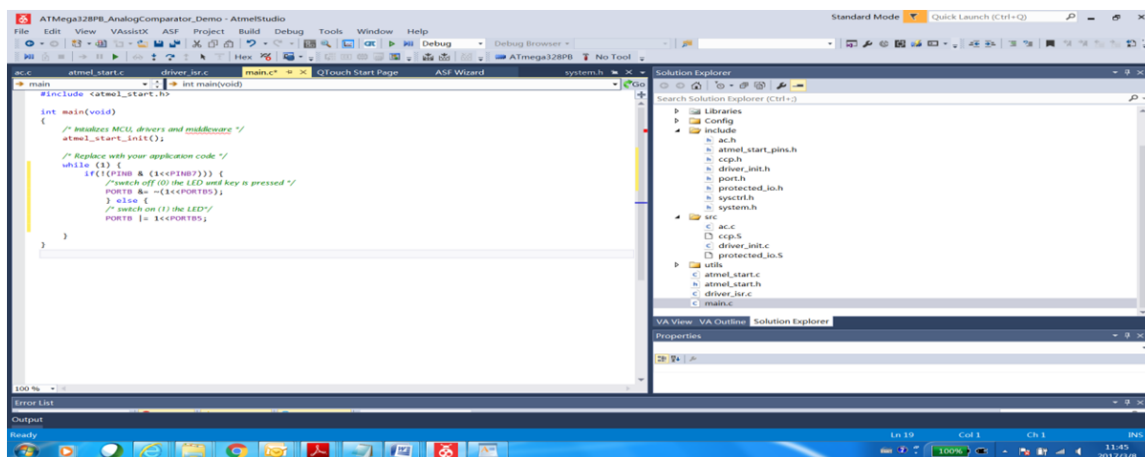 ATMega328PB_AnalogComparator_Demo - AtmelStudio
Standard Mode
Quick Launch (Ctrl+Q)
File Edit View VAssistX ASF Project Build Debug Tools Window Help
Debug
Debug Browser
Hex
ATmega328PB
No Tool
ac.c
atmel_start.c
driver_isr.c
main.c*
QTouch Start Page
ASF Wizard
system.h
main
int main(void)
Go
#include <atmel_start.h>
int main(void)
{
/* Initializes MCU, drivers and middleware */
atmel_start_init();
/* Replace with your application code */
while (1) {
if(!(PINB & (1<<PINB7))) {
/*switch off (0) the LED until key is pressed */
PORTB &= ~(1<<PORTB5);
} else {
/* switch on (1) the LED*/
PORTB |= 1<<PORTB5;
}
}
100 %
Solution Explorer
Search Solution Explorer (Ctrl+;)
Libraries
Config
include
ac.h
atmel_start_pins.h
ccp.h
driver_init.h
port.h
protected_io.h
sysctrl.h
system.h
src
ac.c
ccp.S
driver_init.c
protected_io.S
utils
atmel_start.c
atmel_start.h
driver_isr.c
main.c
VA View VA Outline Solution Explorer
Properties
Error List
Output
Ready
Ln 19
Col 1
Ch 1
INS
100%
11:45
2017/3/8